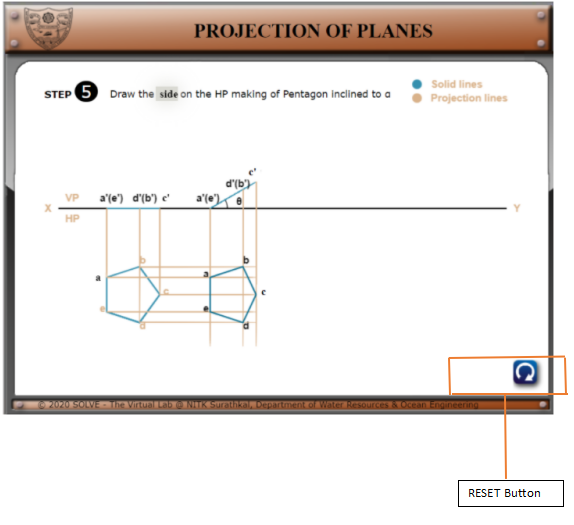 PROJECTION OF PLANES
STEP 5 Draw the side on the HP making of Pentagon inclined to α
Solid lines
Projection lines
c'
d'(b')
VP a'(e') d'(b') c' a'(e') θ
X Y
HP
b b
a a
c c
e e
d d
© 2020 SOLVE - The Virtual Lab @ NITK Surathkal, Department of Water Resources & Ocean Engineering
RESET Button